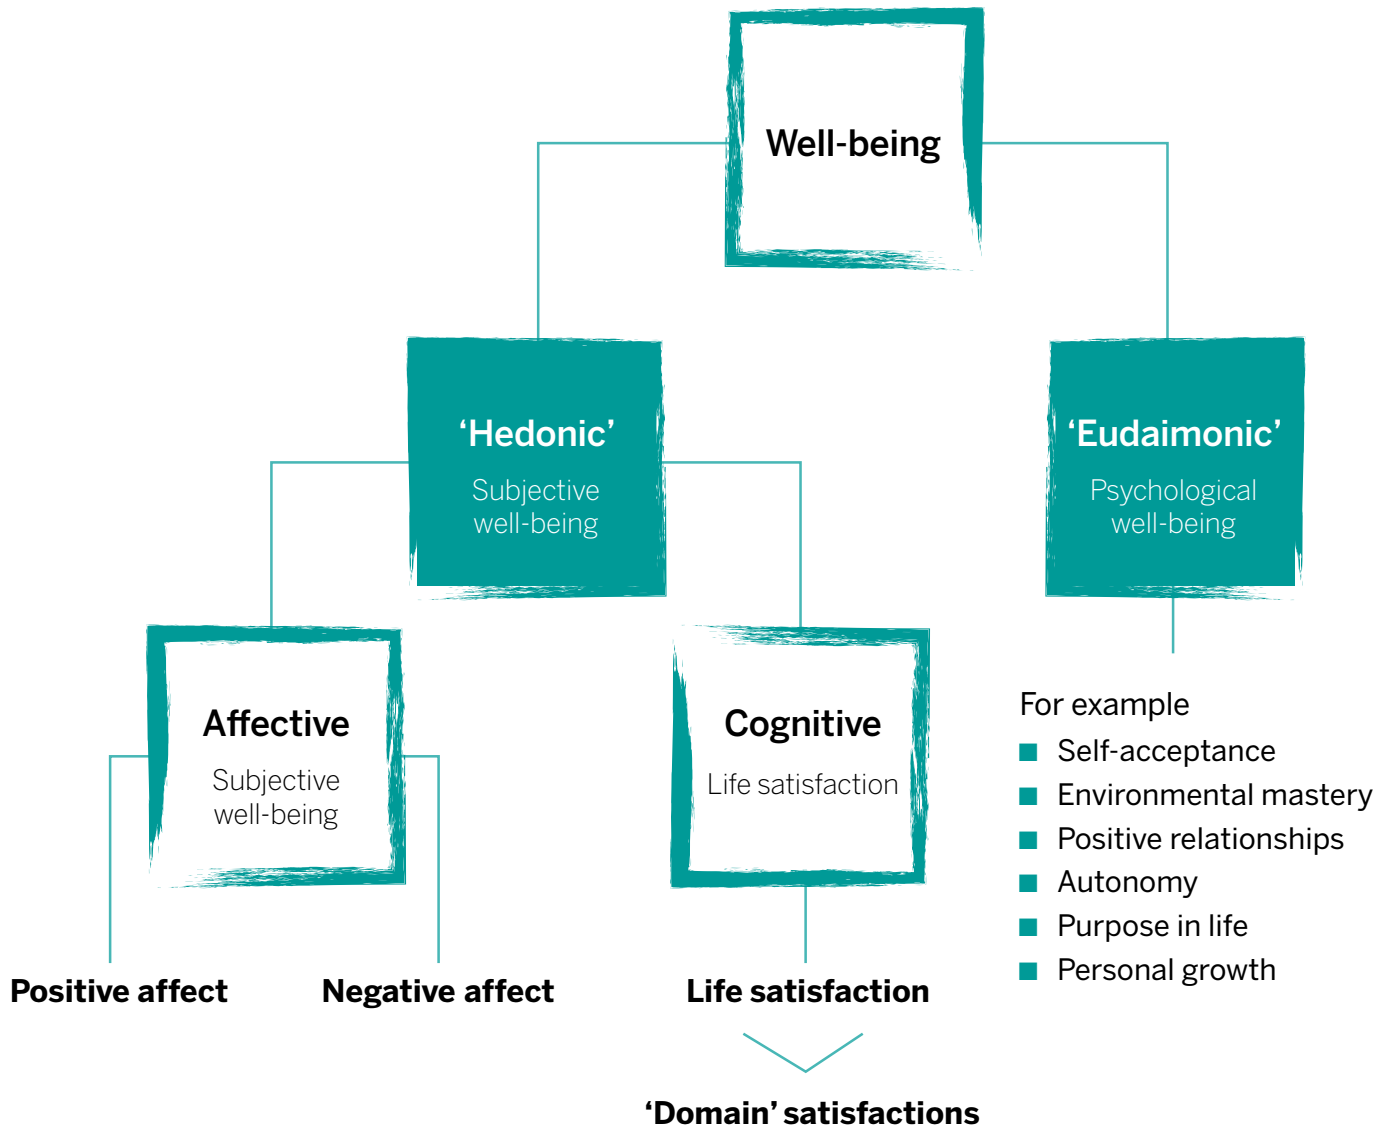 Well-being
‘Hedonic’
Subjective
well-being
‘Eudaimonic’
Psychological
well-being
Affective
Subjective
well-being
Cognitive
Life satisfaction
For example
Self-acceptance
Environmental mastery
Positive relationships
Autonomy
Purpose in life
Personal growth
Positive affect
Negative affect
Life satisfaction
‘Domain’ satisfactions